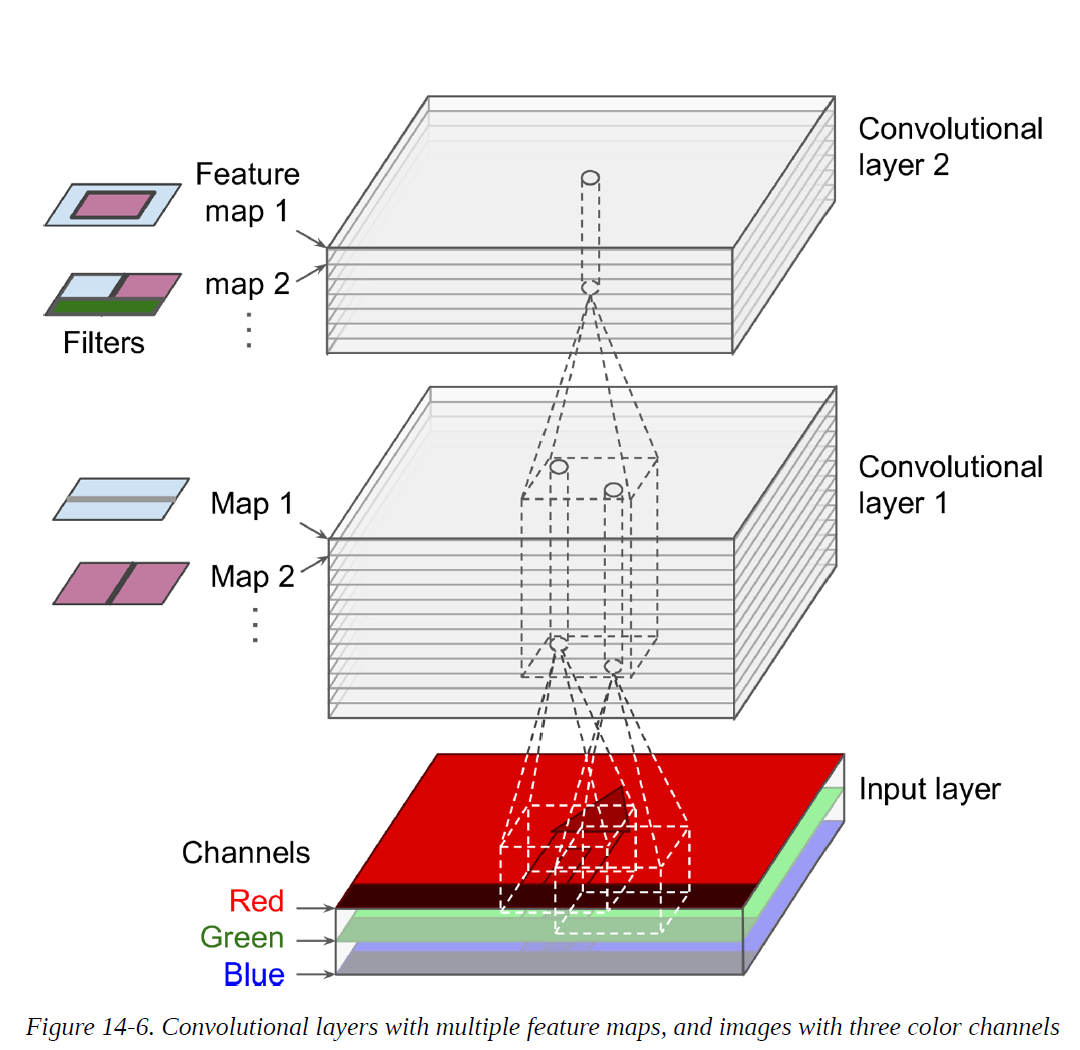 Convolutional
layer 2
Feature
map 1
map 2
Filters
Convolutional
layer 1
Map 1
Map 2
Input layer
Channels
Red
Green
Blue
Figure 14-6. Convolutional layers with multiple feature maps, and images with three color channels